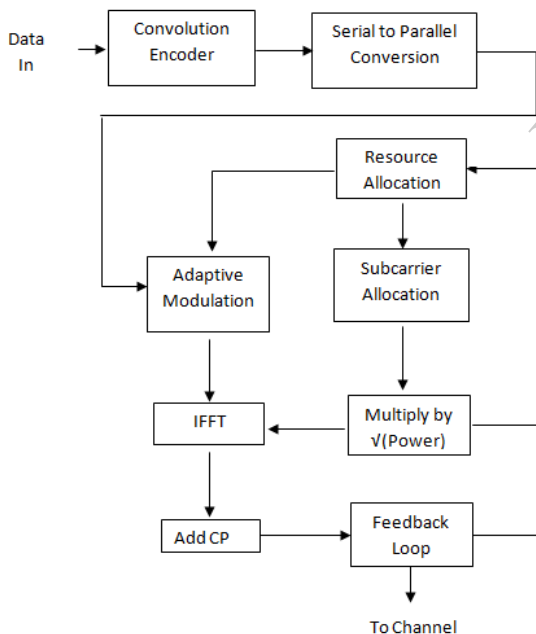 Data
In
Convolution
Encoder
Serial to Parallel
Conversion
Resource
Allocation
Adaptive
Modulation
Subcarrier
Allocation
IFFT
Multiply by
√(Power)
Add CP
Feedback
Loop
To Channel